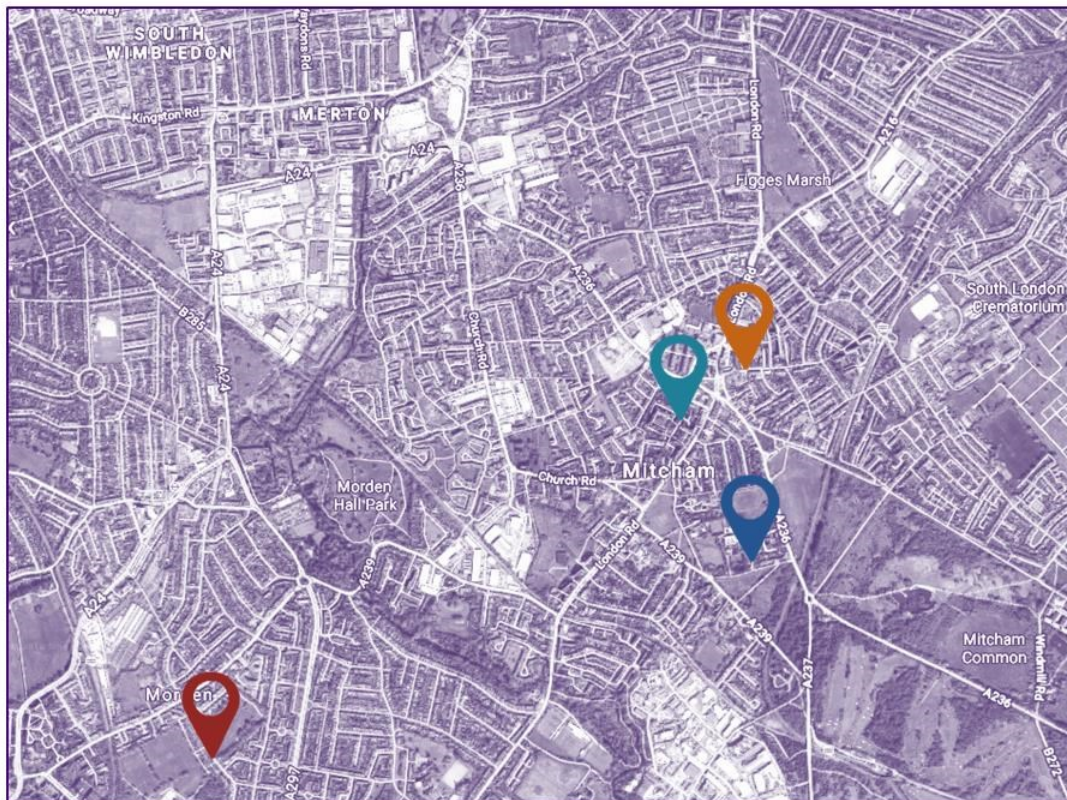 SOUTH
WIMBLEDON
Kingston Rd
MERTON
A24
A24
A236
London Rd
A216
Figges Marsh
A24
B285
A236
South London
Crematorium
Church Rd
A24
Morden
Hall Park
Church Rd
Mitcham
A236
London Rd
A239
A239
A24
A239
Mitcham
Common
Windmill Rd
A237
A236
Morden
A297
B272